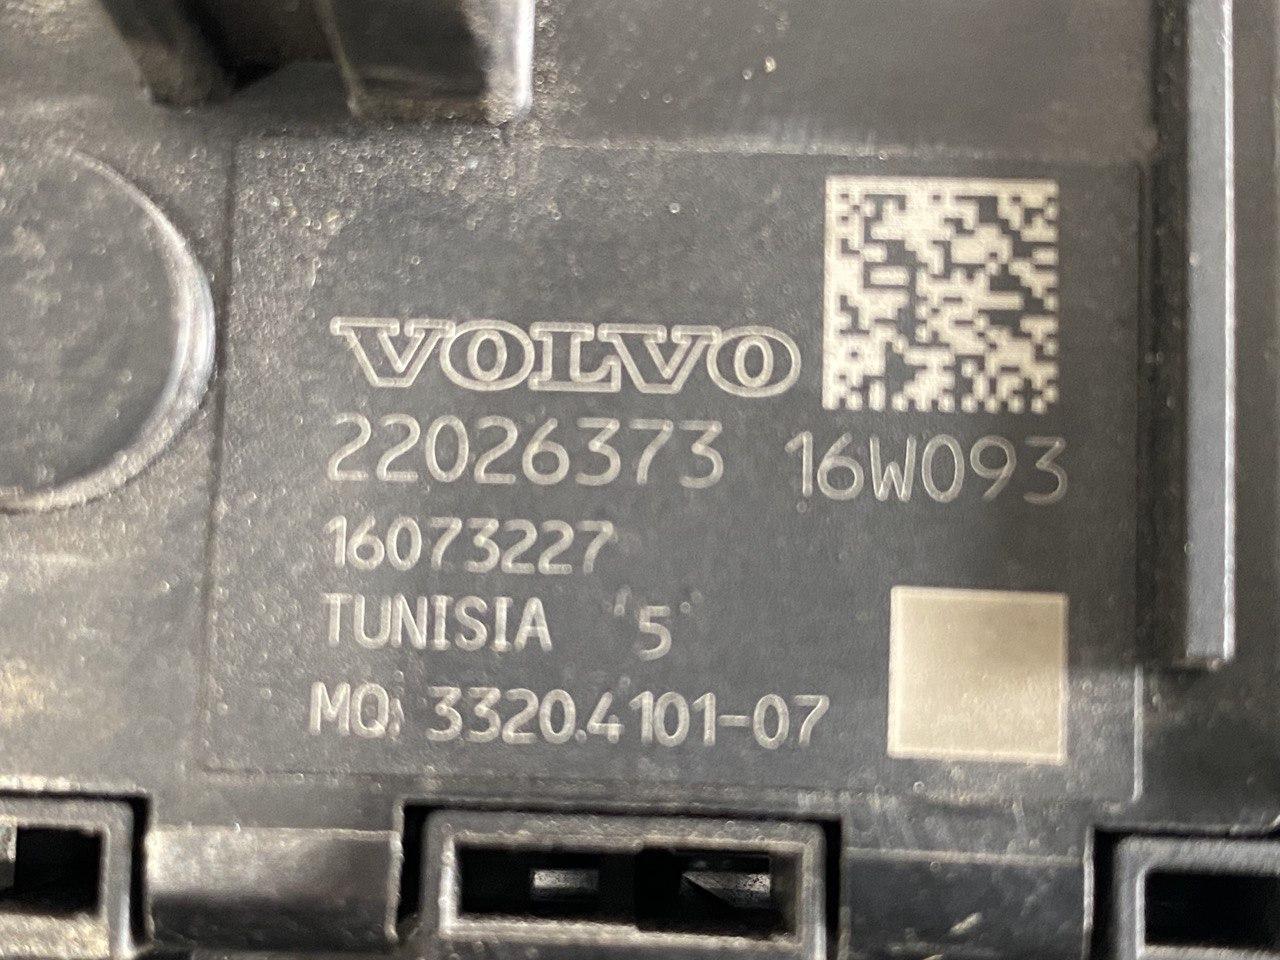 VOLVO
22026373 16W093
16073227
TUNISIA "5"
MQ: 3320.4101-07